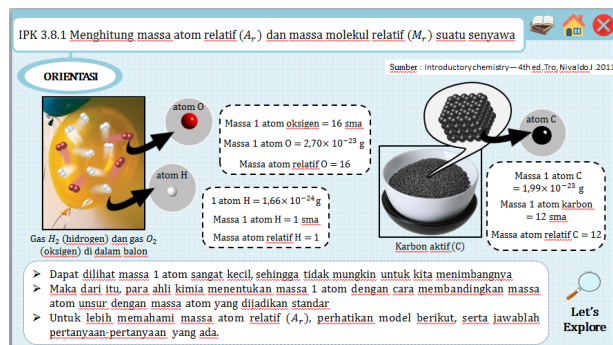 IPK 3.8.1 Menghitung massa atom relatif (Aᵣ) dan massa molekul relatif (Mᵣ) suatu senyawa
ORIENTASI
Sumber : Introductory chemistry—4th ed..Tro, Nivaldo J .2011
atom O
Massa 1 atom oksigen = 16 sma
Massa 1 atom O = 2,70× 10⁻²³ g
Massa atom relatif O = 16
atom H
1 atom H = 1,66× 10⁻²⁴ g
Massa 1 atom H = 1 sma
Massa atom relatif H = 1
Gas H₂ (hidrogen) dan gas O₂
(oksigen) di dalam balon
atom C
Massa 1 atom C
= 1,99× 10⁻²³ g
Massa 1 atom karbon
= 12 sma
Massa atom relatif C = 12
Karbon aktif (C)
➢ Dapat dilihat massa 1 atom sangat kecil, sehingga tidak mungkin untuk kita menimbangnya
➢ Maka dari itu, para ahli kimia menentukan massa 1 atom dengan cara membandingkan massa
atom unsur dengan massa atom yang dijadikan standar
➢ Untuk lebih memahami massa atom relatif (Aᵣ), perhatikan model berikut, serta jawablah
pertanyaan-pertanyaan yang ada.
Let's
Explore